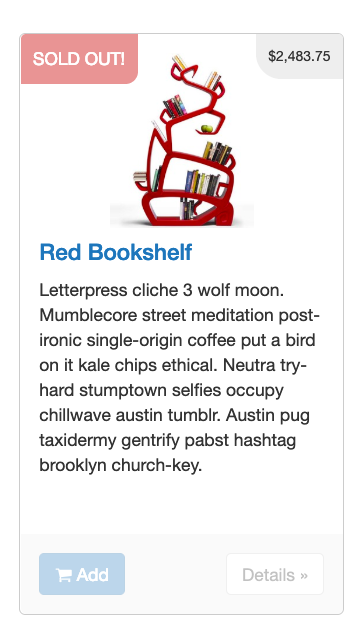 SOLD OUT!
$2,483.75
Red Bookshelf
Letterpress cliche 3 wolf moon.
Mumblecore street meditation post-
ironic single-origin coffee put a bird
on it kale chips ethical. Neutra try-
hard stumptown selfies occupy
chillwave austin tumblr. Austin pug
taxidermy gentrify pabst hashtag
brooklyn church-key.
Add
Details »